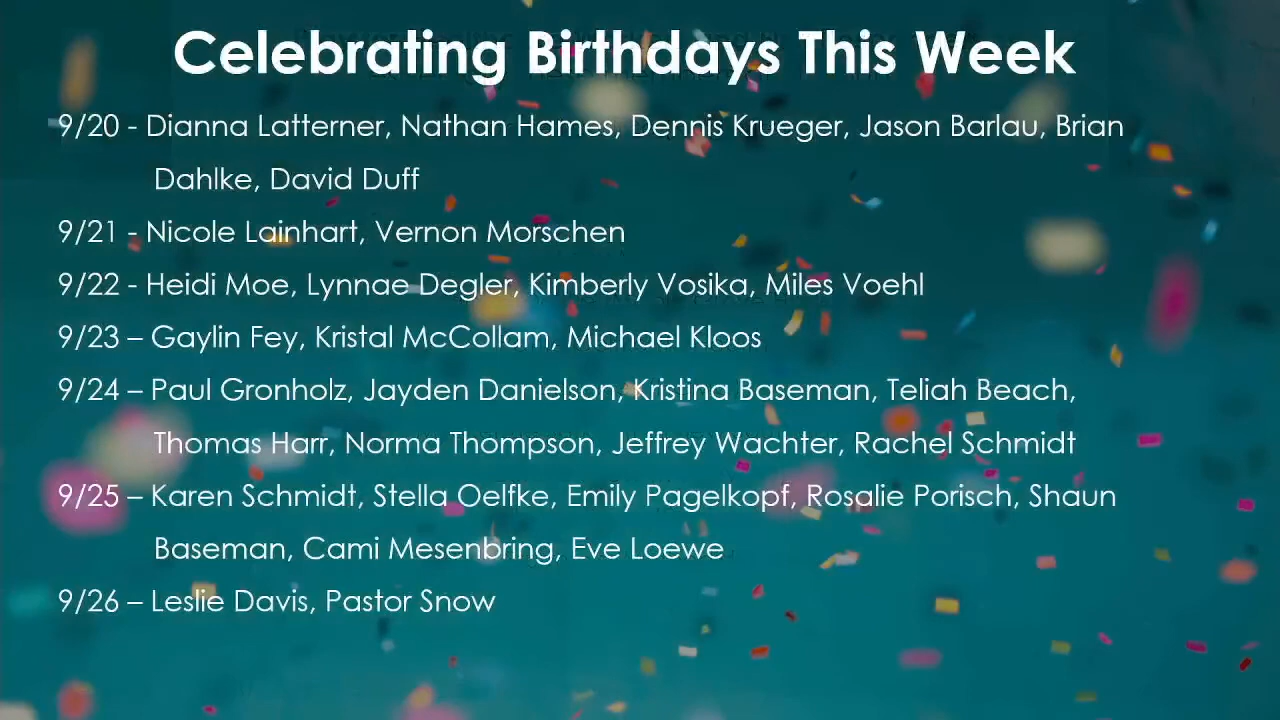 Celebrating Birthdays This Week
9/20 - Dianna Latterner, Nathan Hames, Dennis Krueger, Jason Barlau, Brian
Dahlke, David Duff
9/21 - Nicole Lainhart, Vernon Morschen
9/22 - Heidi Moe, Lynnae Degler, Kimberly Vosika, Miles Voehl
9/23 – Gaylin Fey, Kristal McCollam, Michael Kloos
9/24 – Paul Gronholz, Jayden Danielson, Kristina Baseman, Teliah Beach,
Thomas Harr, Norma Thompson, Jeffrey Wachter, Rachel Schmidt
9/25 – Karen Schmidt, Stella Oelfke, Emily Pagelkopf, Rosalie Porisch, Shaun
Baseman, Cami Mesenbring, Eve Loewe
9/26 – Leslie Davis, Pastor Snow